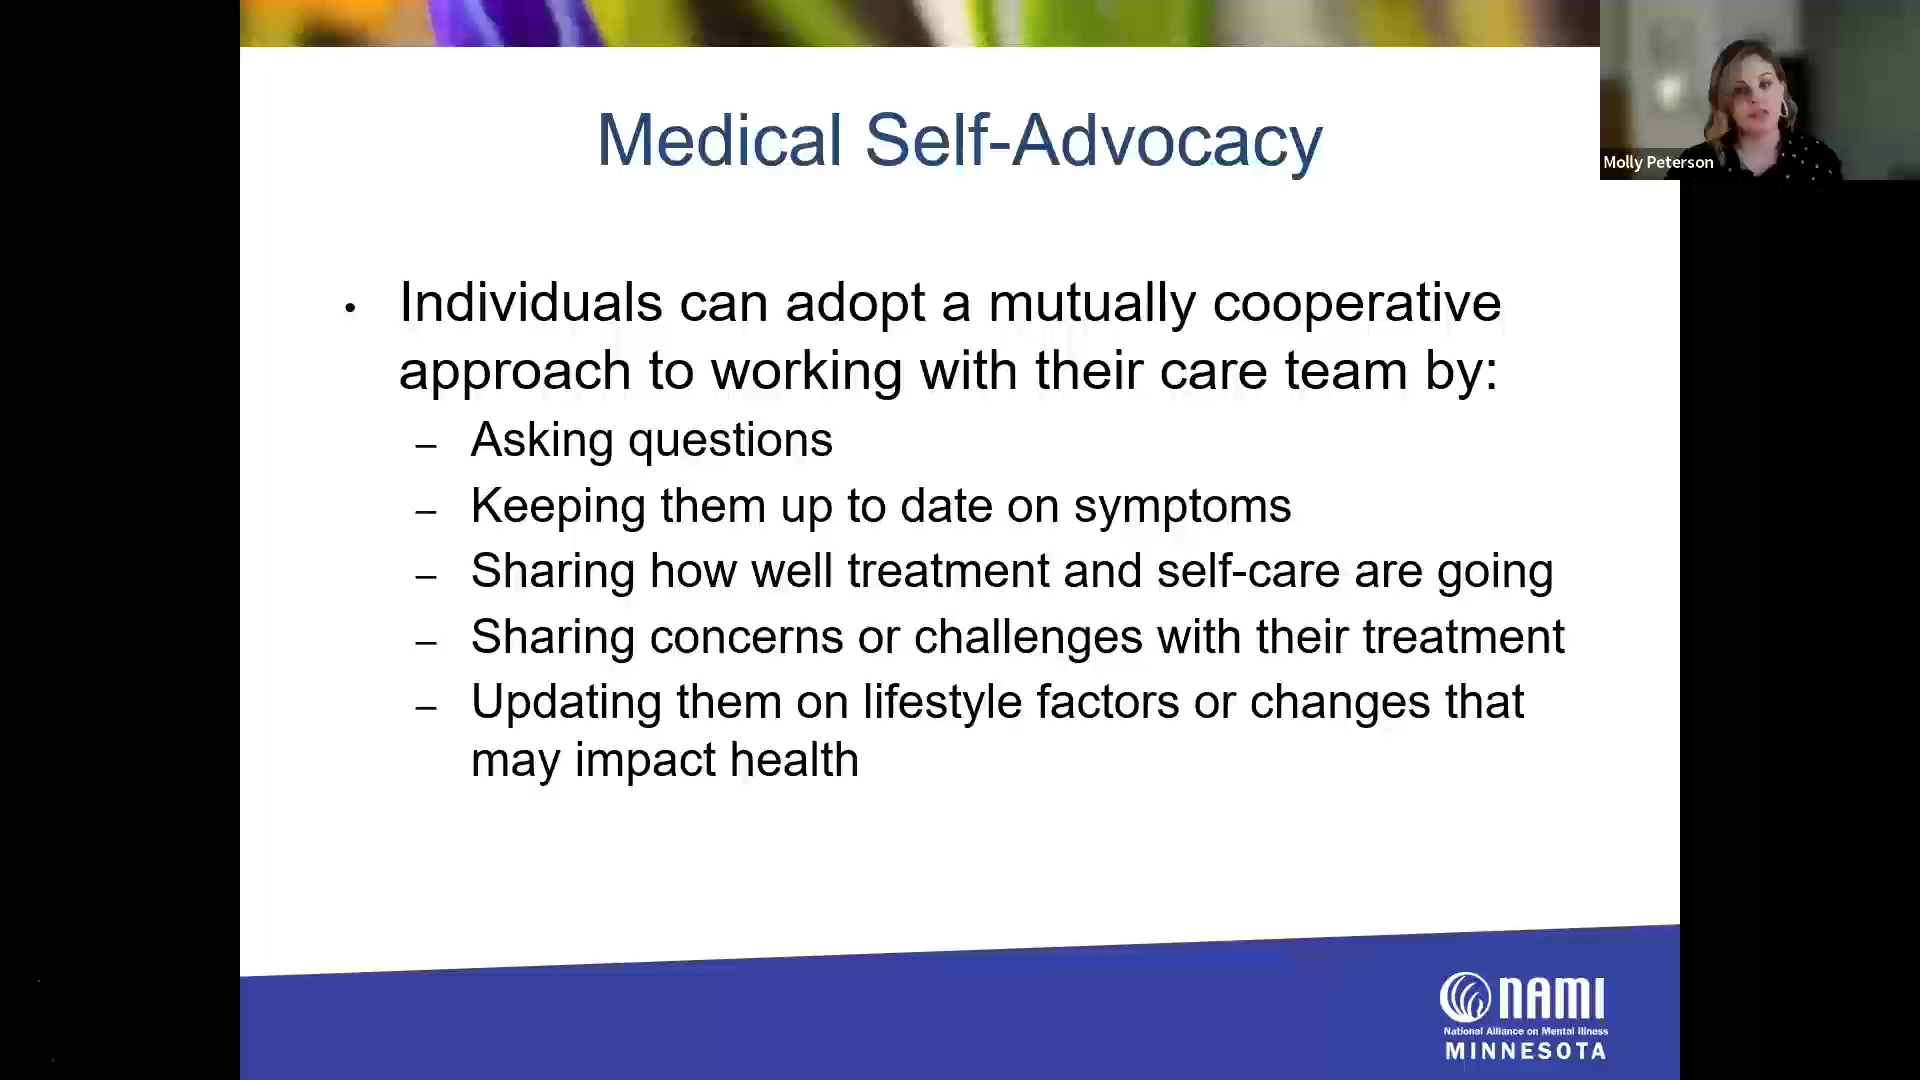 Medical Self-Advocacy
Molly Peterson
• Individuals can adopt a mutually cooperative
approach to working with their care team by:
– Asking questions
– Keeping them up to date on symptoms
– Sharing how well treatment and self-care are going
– Sharing concerns or challenges with their treatment
– Updating them on lifestyle factors or changes that
may impact health
NAMI
National Alliance on Mental Illness
MINNESOTA